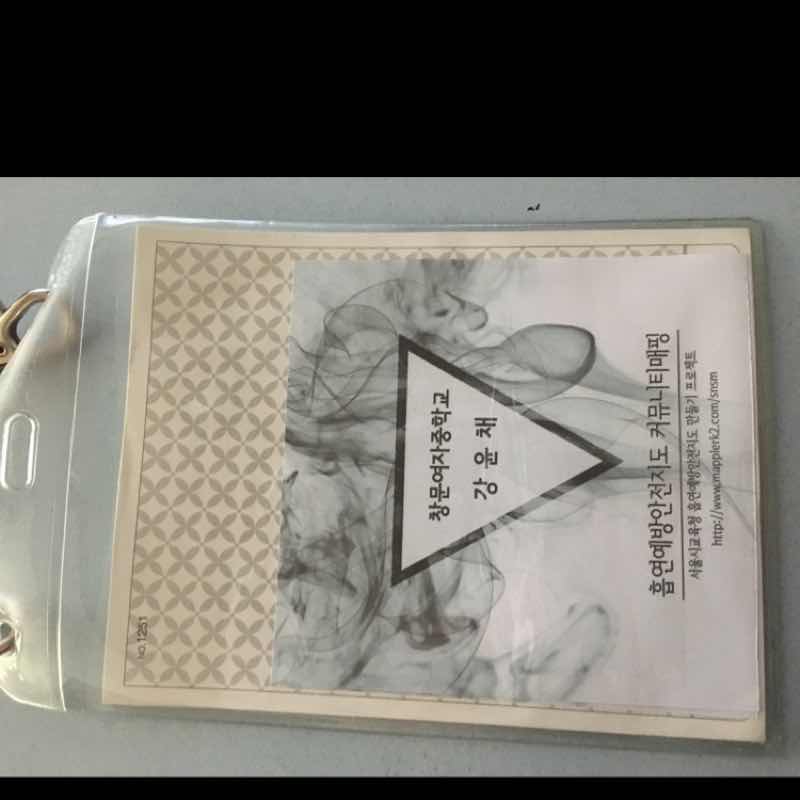 NO. 1251
창문여자중학교
강윤채
흡연예방안전지도 커뮤니티매핑
서울시교육청 흡연예방안전지도 만들기 프로젝트
http://www.mapplerk2.com/snsm